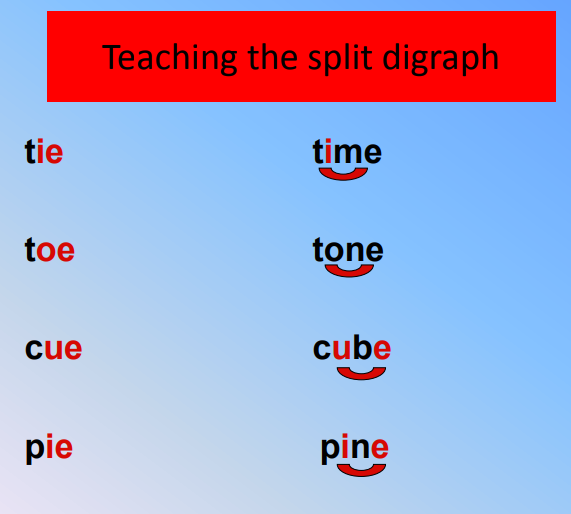 Teaching the split digraph
tie time
toe tone
cue cube
pie pine